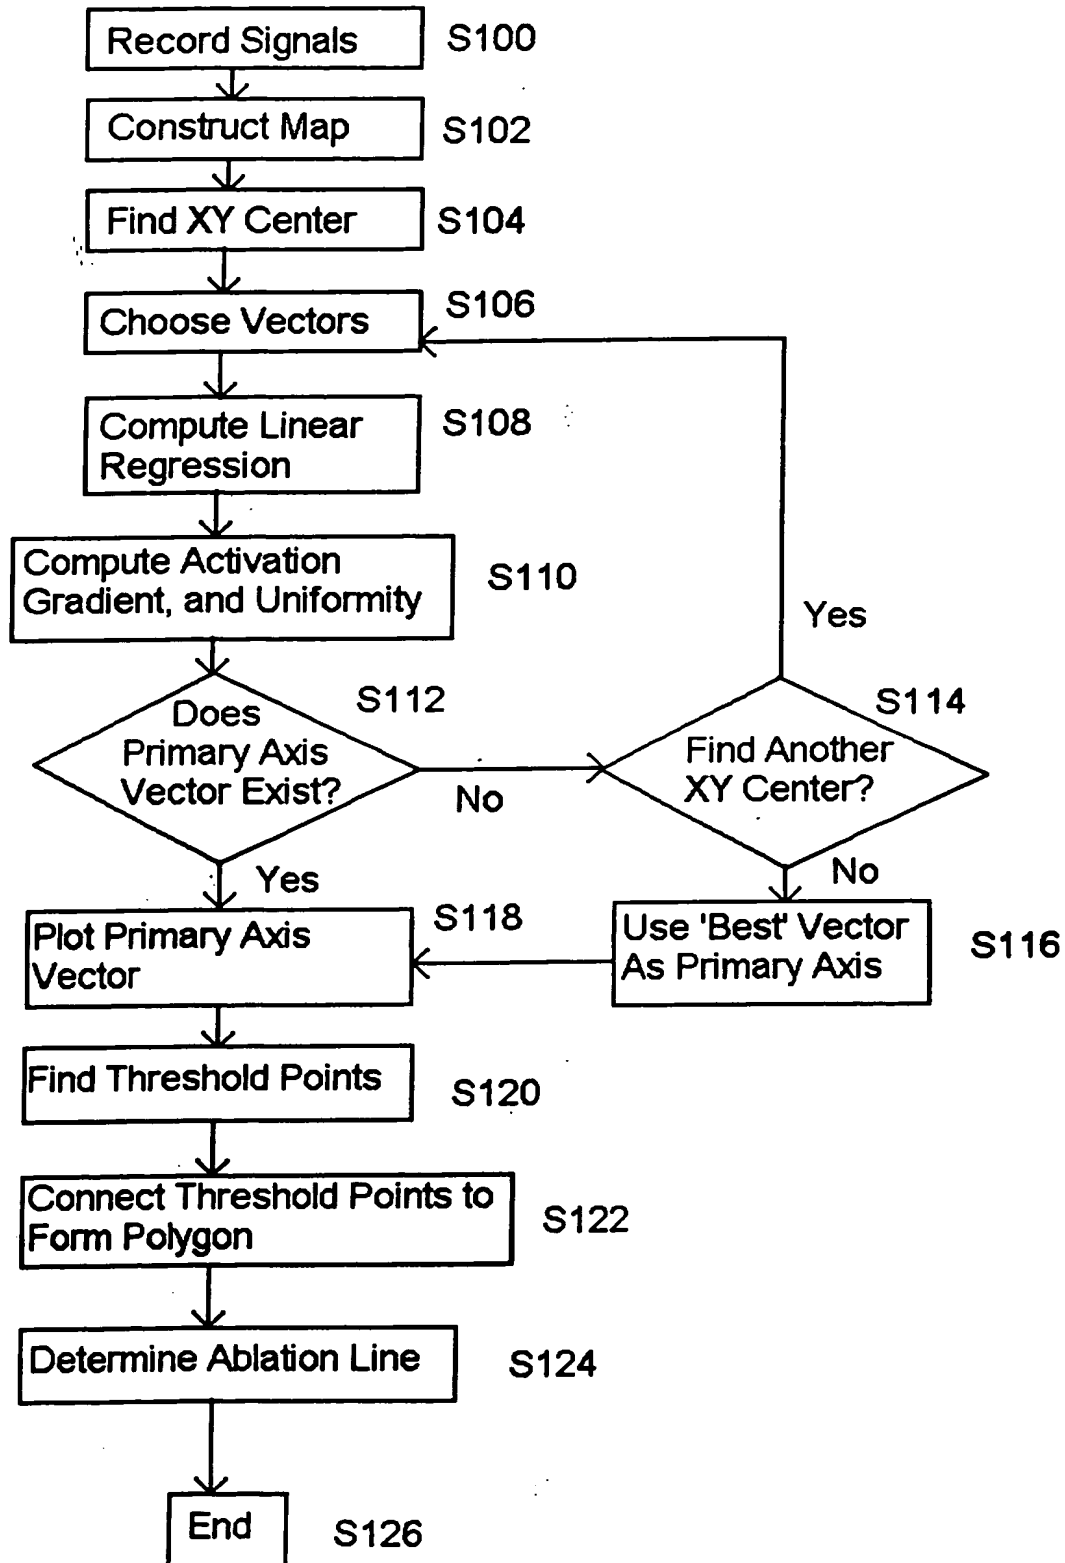 Record Signals
S100
Construct Map
S102
Find XY Center
S104
Choose Vectors
S106
Compute Linear
Regression
S108
Compute Activation
Gradient, and Uniformity
S110
Yes
Does
Primary Axis
Vector Exist?
S112
No
Find Another
XY Center?
S114
Yes
No
Plot Primary Axis
Vector
S118
Use 'Best' Vector
As Primary Axis
S116
Find Threshold Points
S120
Connect Threshold Points to
Form Polygon
S122
Determine Ablation Line
S124
End
S126